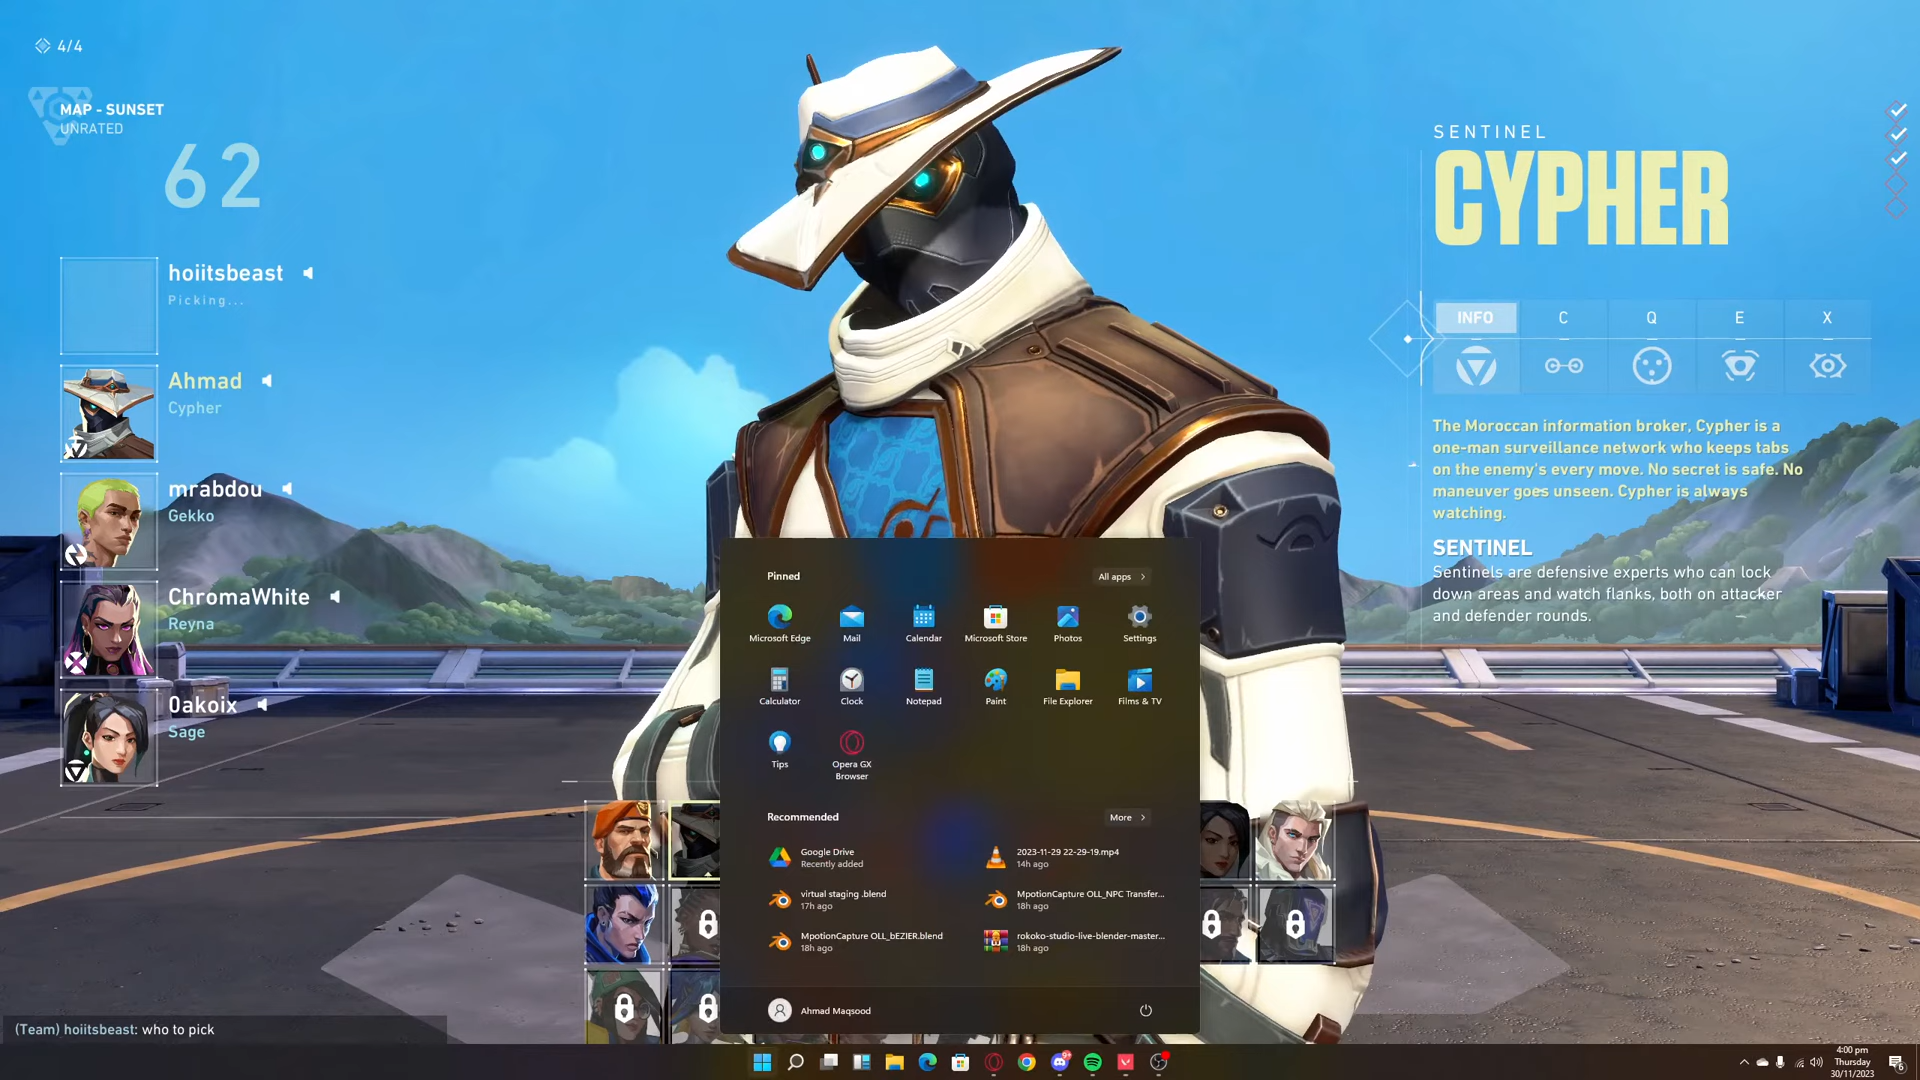 4/4
MAP - SUNSET
UNRATED
62
hoiitsbeast
Picking...
Ahmad
Cypher
mrabdou
Gekko
ChromaWhite
Reyna
0akoix
Sage
(Team) hoiitsbeast: who to pick
SENTINEL
CYPHER
INFO C Q E X
The Moroccan information broker, Cypher is a
one-man surveillance network who keeps tabs
on the enemy's every move. No secret is safe. No
maneuver goes unseen. Cypher is always
watching.
SENTINEL
Sentinels are defensive experts who can lock
down areas and watch flanks, both on attacker
and defender rounds.
Pinned
All apps
Microsoft Edge
Mail
Calendar
Microsoft Store
Photos
Settings
Calculator
Clock
Notepad
Paint
File Explorer
Films & TV
Tips
Opera GX
Browser
Recommended
More
Google Drive
Recently added
2023-11-29 22-29-19.mp4
14h ago
virtual staging .blend
17h ago
MpotionCapture OLL_NPC Transfer...
18h ago
MpotionCapture OLL_bEZIER.blend
18h ago
rokoko-studio-live-blender-master...
18h ago
Ahmad Maqsood
9+
4:00 pm
Thursday
30/11/2023
6